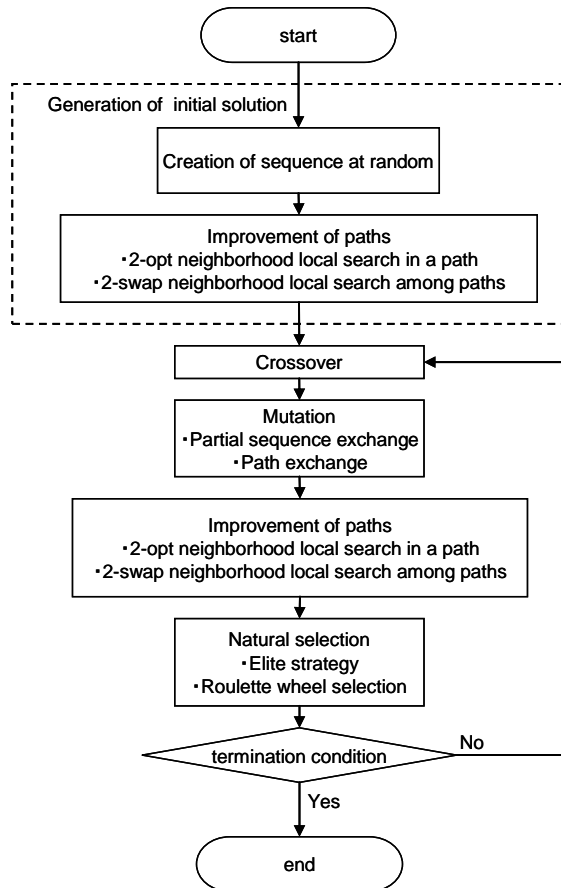 start
Generation of initial solution
Creation of sequence at random
Improvement of paths
・2-opt neighborhood local search in a path
・2-swap neighborhood local search among paths
Crossover
Mutation
・Partial sequence exchange
・Path exchange
Improvement of paths
・2-opt neighborhood local search in a path
・2-swap neighborhood local search among paths
Natural selection
・Elite strategy
・Roulette wheel selection
termination condition
No
Yes
end